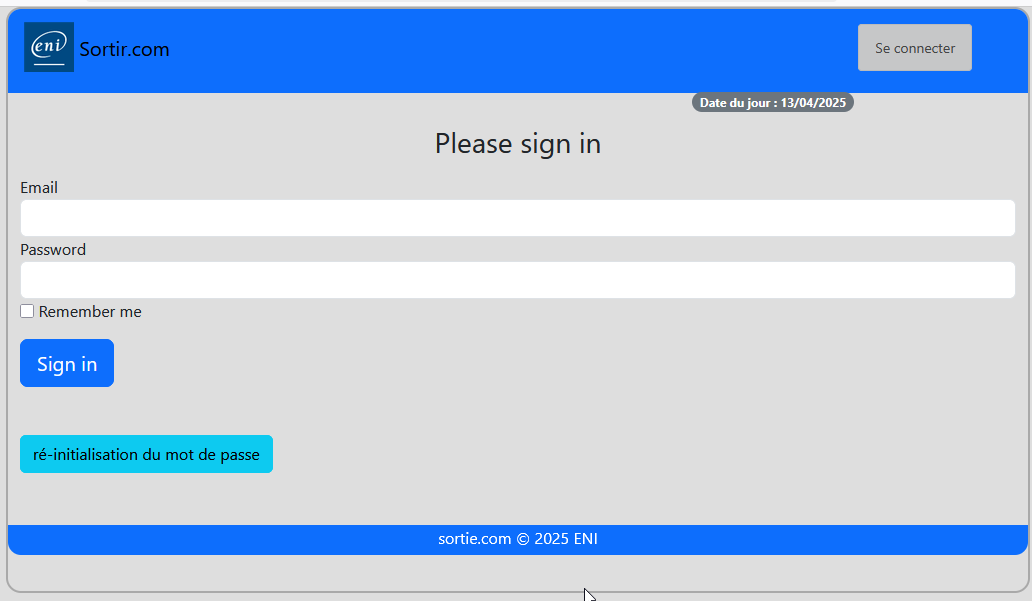 eni Sortir.com
Se connecter
Date du jour : 13/04/2025
Please sign in
Email
Password
Remember me
Sign in
ré-initialisation du mot de passe
sortie.com © 2025 ENI